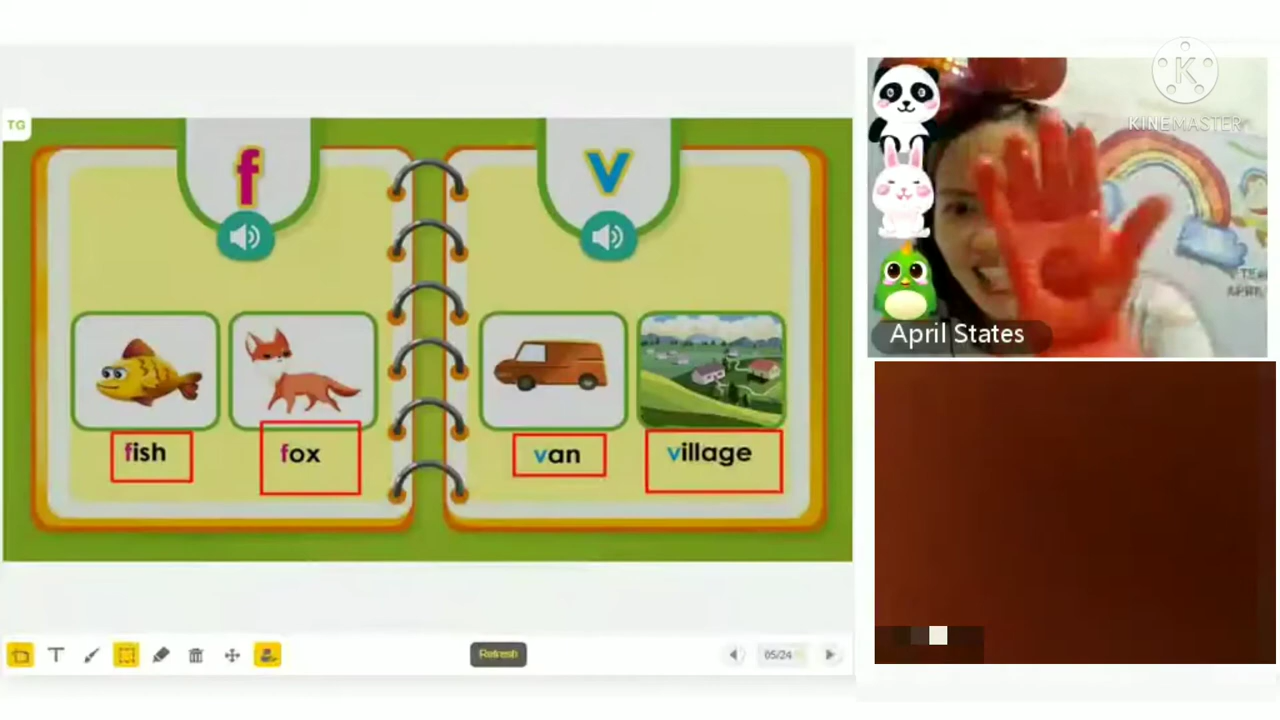 TG
f
v
fish
fox
van
village
Refresh
05/24
K
KINEMASTER
April States